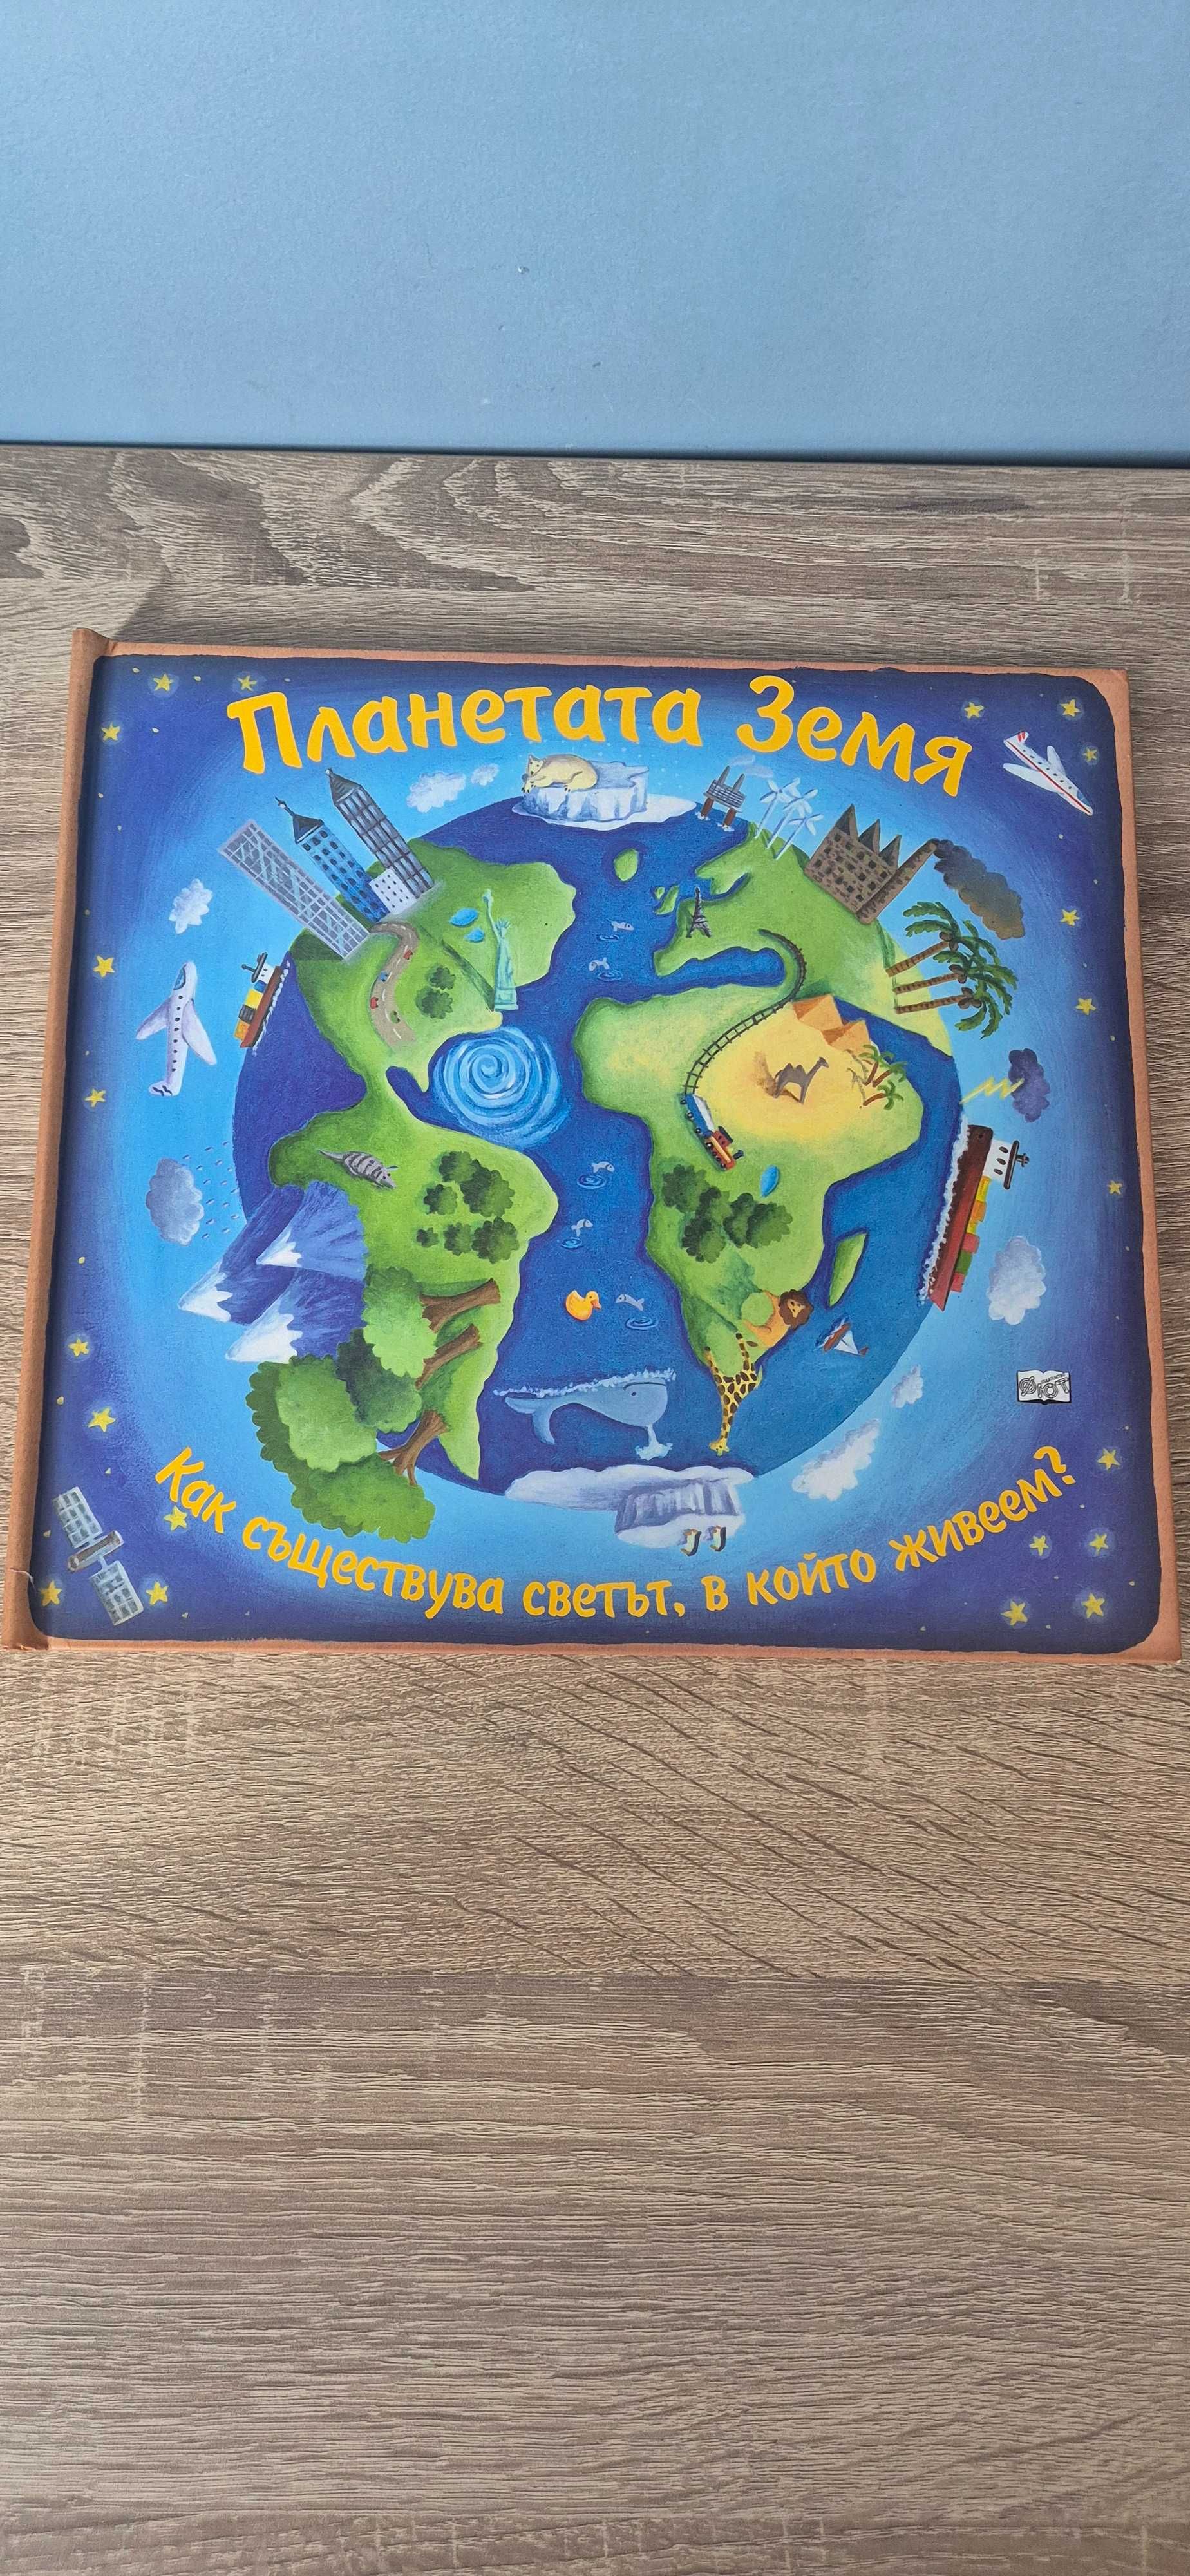 Планетата Земя
Как съществува светът, в който живеем?